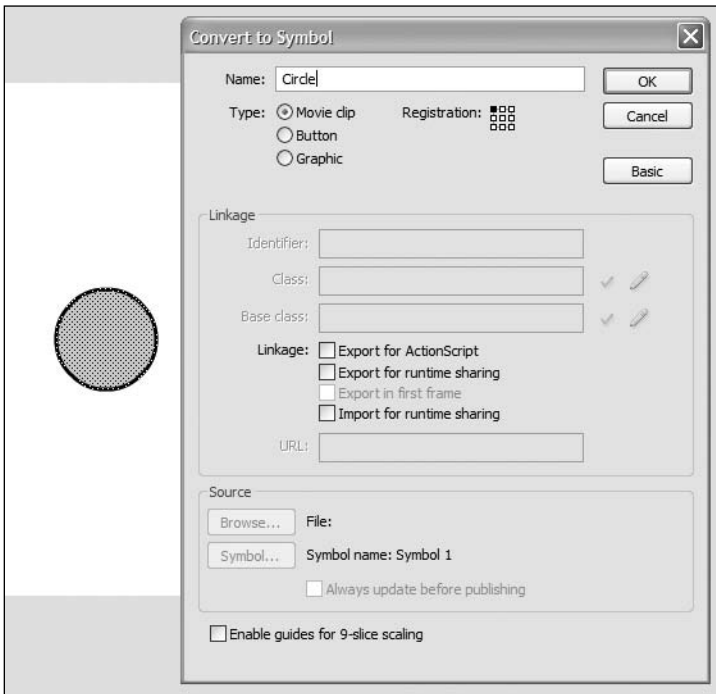 Convert to Symbol
Name: Circle
OK
Type: Movie clip
Registration:
Cancel
Button
Graphic
Basic
Linkage
Identifier:
Class:
Base class:
Linkage: Export for ActionScript
Export for runtime sharing
Export in first frame
Import for runtime sharing
URL:
Source
Browse... File:
Symbol... Symbol name: Symbol 1
Always update before publishing
Enable guides for 9-slice scaling